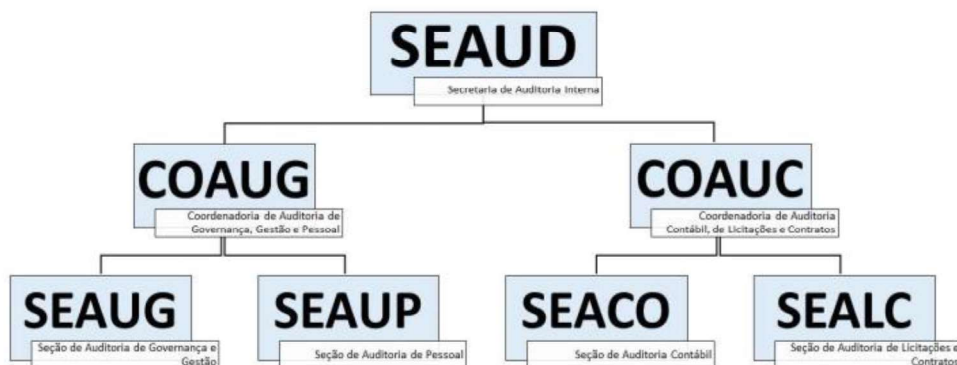 SEAUD
Secretaria de Auditoria Interna
COAUG
Coordenadoria de Auditoria de
Governança, Gestão e Pessoal
COAUC
Coordenadoria de Auditoria
Contábil, de Licitações e Contratos
SEAUG
Seção de Auditoria de Governança e
Gestão
SEAUP
Seção de Auditoria de Pessoal
SEACO
Seção de Auditoria Contábil
SEALC
Seção de Auditoria de Licitações e
Contratos